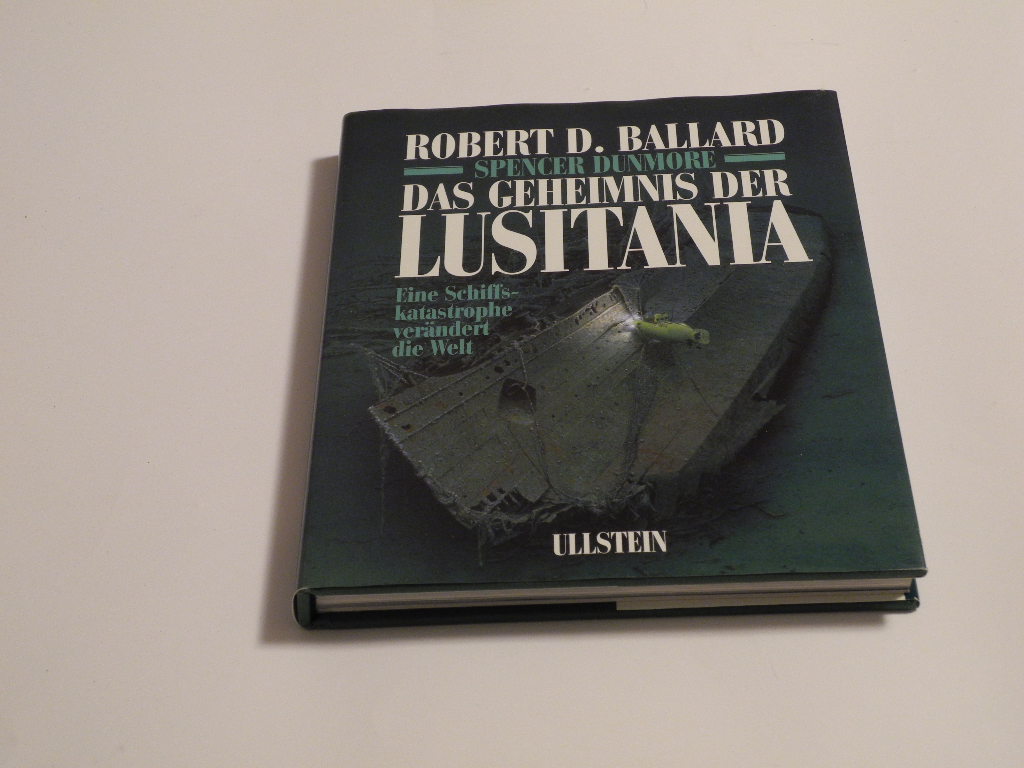 ROBERT D. BALLARD
SPENCER DUNMORE
DAS GEHEIMNIS DER
LUSITANIA
Eine Schiffs-
katastrophe
verändert
die Welt
ULLSTEIN